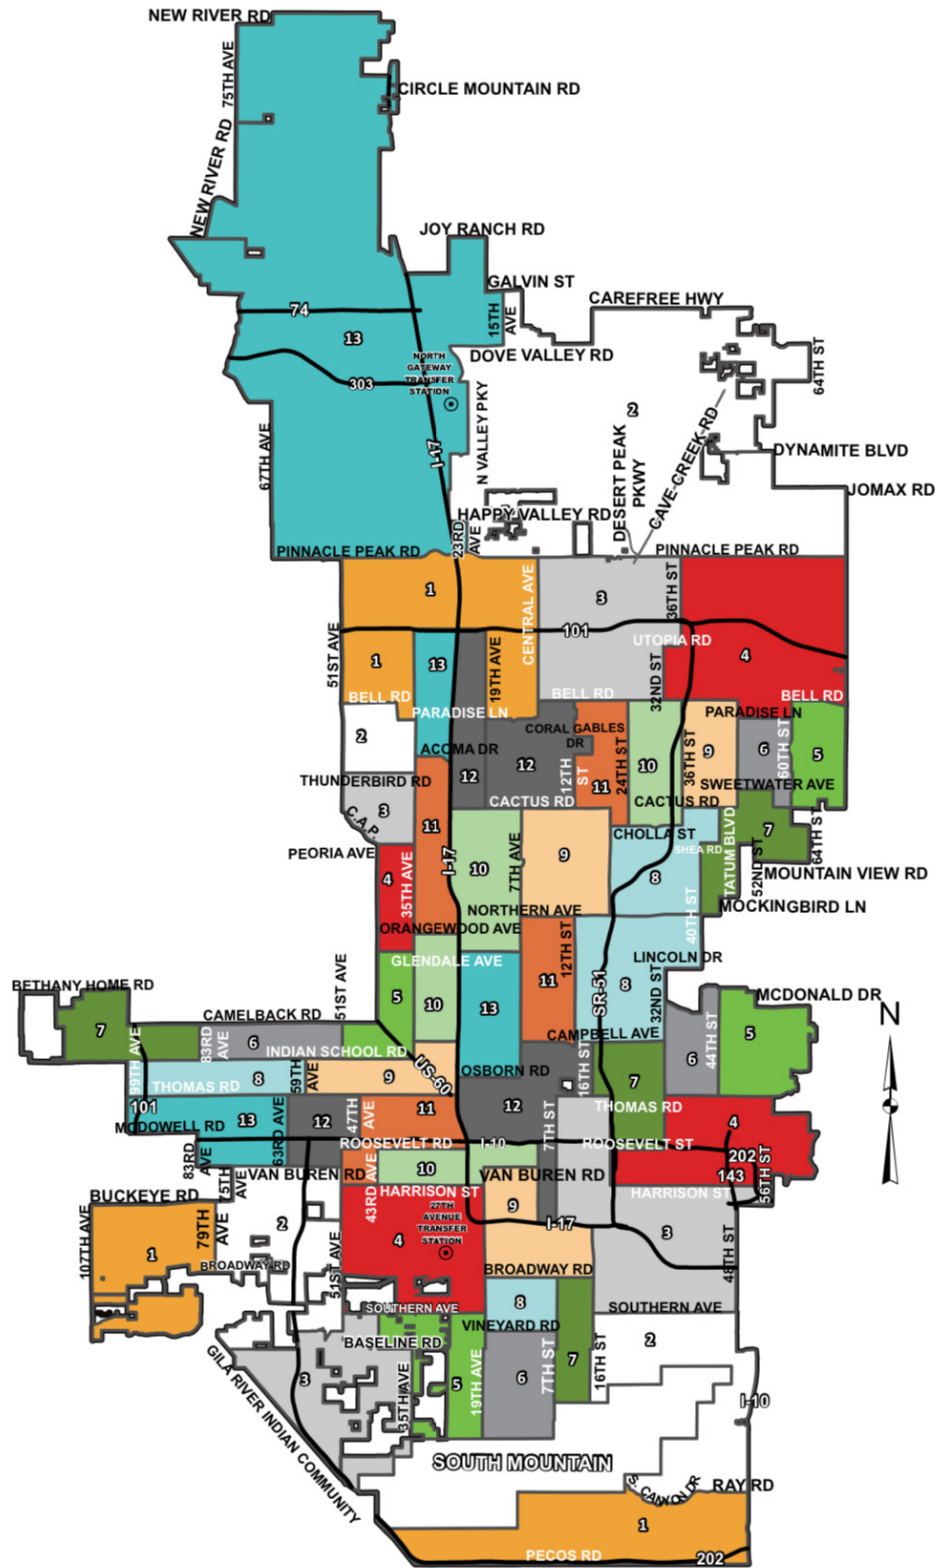 NEW RIVER RD
75TH AVE
CIRCLE MOUNTAIN RD
NEW RIVER RD
JOY RANCH RD
GALVIN ST
CAREFREE HWY
74
15TH
AVE
13
DOVE VALLEY RD
64TH ST
NORTH
GATEWAY
TRANSFER
STATION
303
N VALLEY PKY
2
DESERT PEAK
PKWY
CAVE-CREEK-RD
67TH AVE
I-17
DYNAMITE BLVD
JOMAX RD
HAPPY VALLEY RD
23RD
AVE
PINNACLE PEAK RD
PINNACLE PEAK RD
1
CENTRAL AVE
3
36TH ST
101
UTOPIA RD
51ST AVE
1
13
19TH AVE
32ND ST
4
BELL RD
BELL RD
BELL RD
PARADISE LN
PARADISE LN
2
CORAL GABLES
DR
ACOMA DR
12
12
12TH
ST
24TH ST
11
10
36TH ST
9
6
60TH ST
5
THUNDERBIRD RD
SWEETWATER AVE
3
C.A.P.
CACTUS RD
CACTUS RD
11
CHOLLA ST
TATUM BLVD
7
64TH ST
PEORIA AVE
4
35TH AVE
I-17
10
7TH AVE
9
SHEA RD
8
52ND ST
MOUNTAIN VIEW RD
NORTHERN AVE
40TH ST
MOCKINGBIRD LN
ORANGEWOOD AVE
12TH ST
GLENDALE AVE
LINCOLN DR
51ST AVE
5
10
13
11
SR-51
8
32ND ST
BETHANY HOME RD
MCDONALD DR
N
7
CAMELBACK RD
99TH AVE
83RD
AVE
6
INDIAN SCHOOL RD
CAMPBELL AVE
16TH ST
6
44TH ST
5
THOMAS RD
8
59TH
AVE
9
US-60
OSBORN RD
7
101
MCDOWELL RD
13
63RD AVE
12
47TH
AVE
11
12
7TH ST
THOMAS RD
4
83RD
AVE
ROOSEVELT RD
I-10
ROOSEVELT ST
202
75TH
AVE
VAN BUREN RD
43RD AVE
10
VAN BUREN RD
143
56TH ST
BUCKEYE RD
HARRISON ST
9
HARRISON ST
107TH AVE
1
79TH
AVE
2
27TH
AVENUE
TRANSFER
STATION
4
I-17
3
48TH ST
BROADWAY RD
51ST AVE
BROADWAY RD
SOUTHERN AVE
8
SOUTHERN AVE
VINEYARD RD
2
BASELINE RD
GILA RIVER INDIAN COMMUNITY
3
35TH AVE
5
19TH AVE
6
7TH ST
7
16TH ST
I-10
SOUTH MOUNTAIN
S. CANYON DR
RAY RD
1
PECOS RD
202